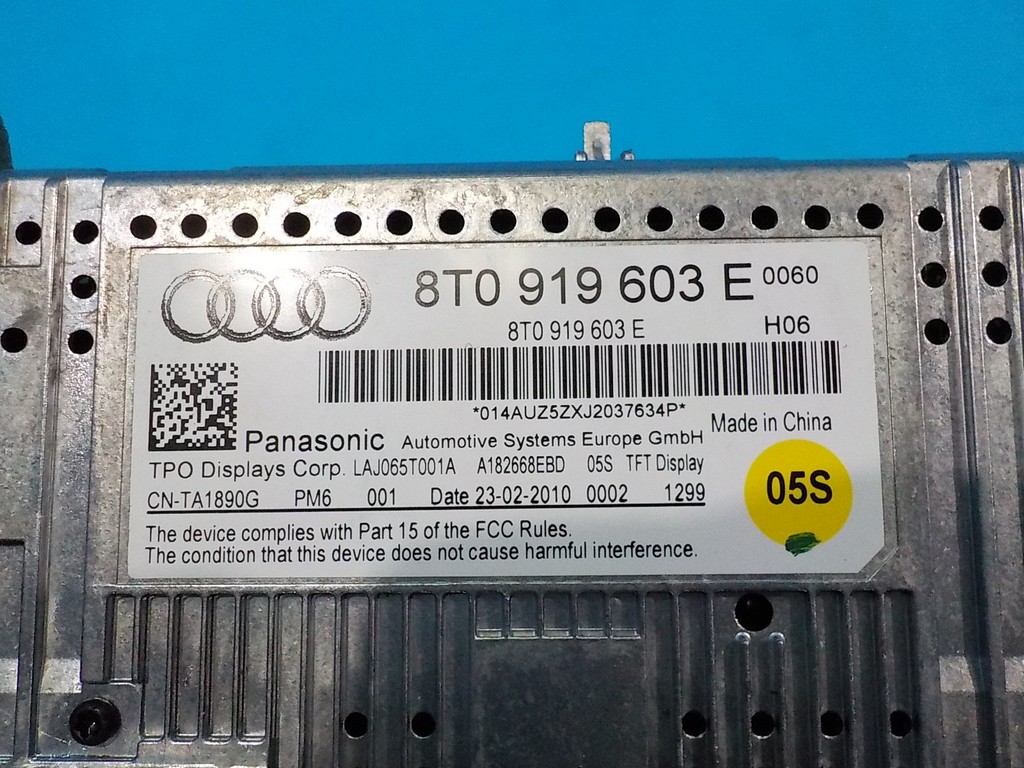 8T0 919 603 E 0060
8T0 919 603 E H06
*014AUZ5ZXJ2037634P*
Made in China
Panasonic Automotive Systems Europe GmbH
TPO Displays Corp. LAJ065T001A A182668EBD 05S TFT Display
CN-TA1890G PM6 001 Date 23-02-2010 0002 1299
05S
The device complies with Part 15 of the FCC Rules.
The condition that this device does not cause harmful interference.